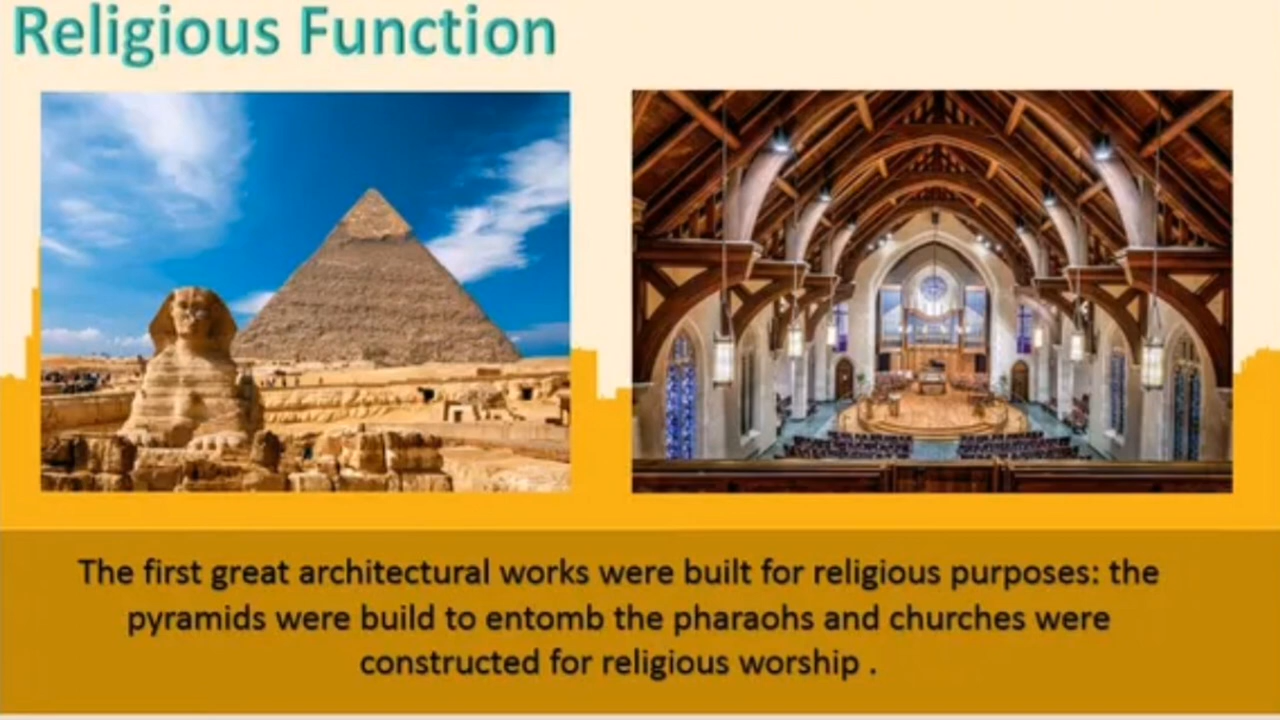 Religious Function
The first great architectural works were built for religious purposes: the
pyramids were build to entomb the pharaohs and churches were
constructed for religious worship .